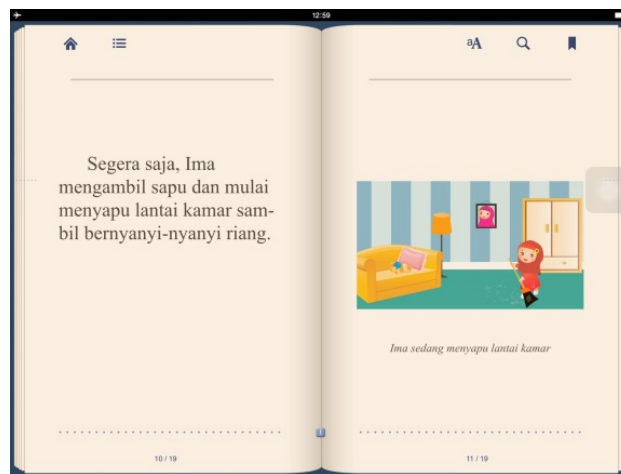 12:59
aA
Segera saja, Ima
mengambil sapu dan mulai
menyapu lantai kamar sam-
bil bernyanyi-nyanyi riang.
Ima sedang menyapu lantai kamar
10 / 19
11 / 19